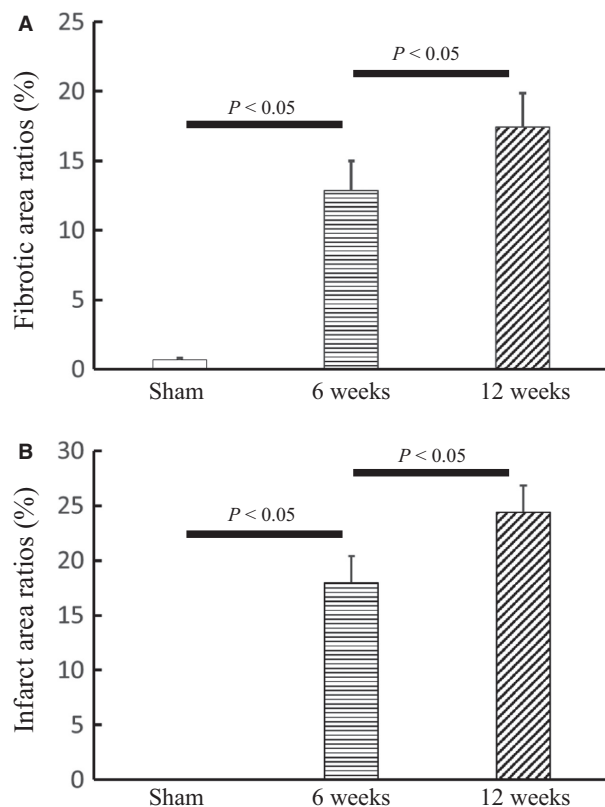 A
Fibrotic area ratios (%)
25
20
15
10
5
0
P < 0.05
P < 0.05
Sham
6 weeks
12 weeks
B
Infarct area ratios (%)
30
25
20
15
10
5
0
P < 0.05
P < 0.05
Sham
6 weeks
12 weeks